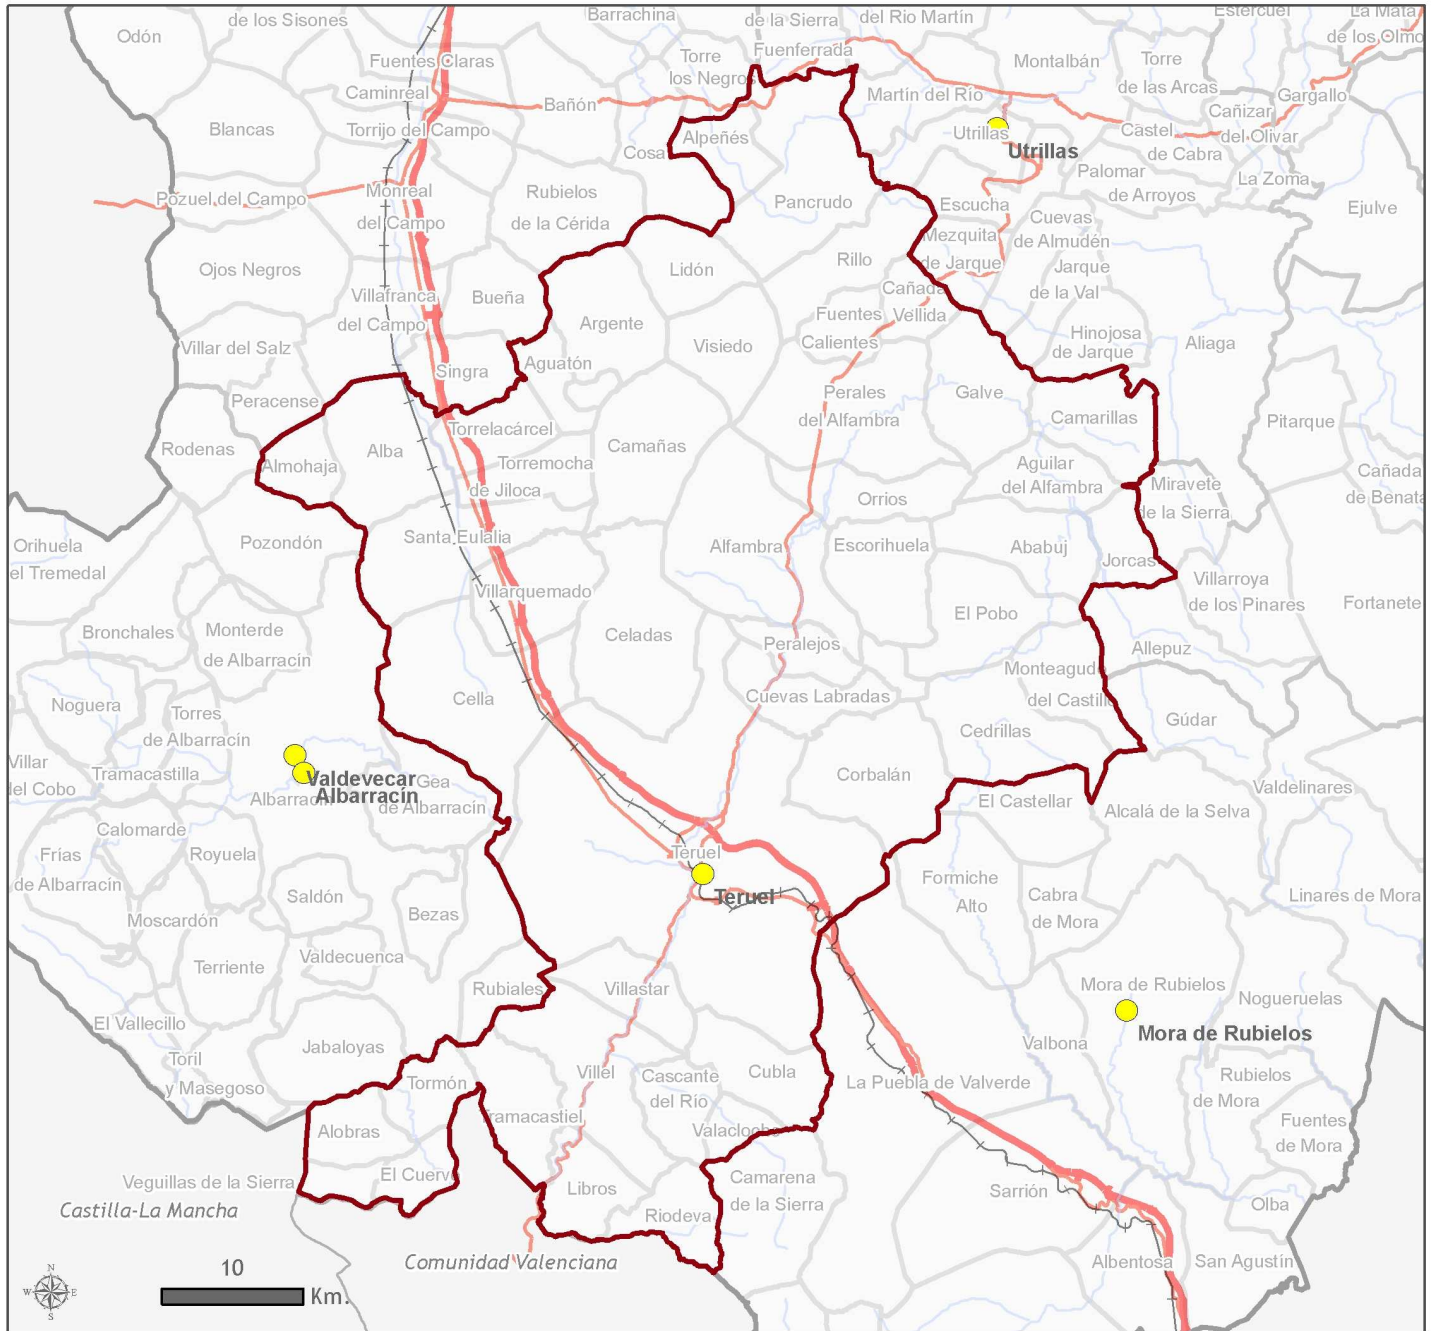 de los Sisones
Barrachina
de la Sierra
del Rio Martín
Estercuel
La Mata
de los Olmo
Odón
Fuentes Claras
Torre
los Negros
Fuenferrada
Montalbán
Torre
de las Arcas
Caminreal
Bañón
Martín del Río
Gargallo
Cañizar
del Olivar
Blancas
Torrijo del Campo
Cosa
Alpeñés
Utrillas
Utrillas
Castel
de Cabra
Palomar
de Arroyos
La Zoma
Pozuel del Campo
Monreal
del Campo
Rubielos
de la Cérida
Pancrudo
Escucha
Cuevas
de Almudén
Ejulve
Mezquita
de Jarque
Ojos Negros
Lidón
Rillo
Jarque
de la Val
Villafranca
del Campo
Bueña
Argente
Cañada
Vellida
Fuentes
Calientes
Hinojosa
de Jarque
Villar del Salz
Visiedo
Aliaga
Singra
Aguatón
Peracense
Perales
del Alfambra
Galve
Camarillas
Pitarque
Rodenas
Almohaja
Alba
Torrelacárcel
Camañas
Torremocha
de Jiloca
Aguilar
del Alfambra
Miravete
de la Sierra
Cañada
de Benata
Orrios
Orihuela
el Tremedal
Pozondón
Santa Eulalia
Alfambra
Escorihuela
Ababuj
Jorcas
Villarroya
de los Pinares
Fortanete
Villarquemado
Bronchales
Monterde
de Albarracín
Celadas
Peralejos
El Pobo
Allepuz
Noguera
Cella
Cuevas Labradas
Monteagudo
del Castillo
Torres
de Albarracín
Cedrillas
Gúdar
Villar
del Cobo
Tramacastilla
Valdevecar
Albarracín
Albarracín
Gea
de Albarracín
Corbalán
El Castellar
Alcalá de la Selva
Valdelinares
Calomarde
Frías
de Albarracín
Royuela
Teruel
Teruel
Saldón
Bezas
Formiche
Alto
Cabra
de Mora
Linares de Mora
Moscardón
Valdecuenca
Terriente
Rubiales
Villastar
Mora de Rubielos
Mora de Rubielos
Nogueruelas
El Vallecillo
Jabaloyas
Valbona
Toril
y Masegoso
Tormón
Villel
Cascante
del Río
Cubla
La Puebla de Valverde
Rubielos
de Mora
Fuentes
de Mora
Alobras
Tramacastiel
Valacloche
Veguillas de la Sierra
El Cuervo
Libros
Riodeva
Camarena
de la Sierra
Sarrión
Olba
Castilla-La Mancha
Comunidad Valenciana
Albentosa
San Agustín
N
W E
S
10
Km.